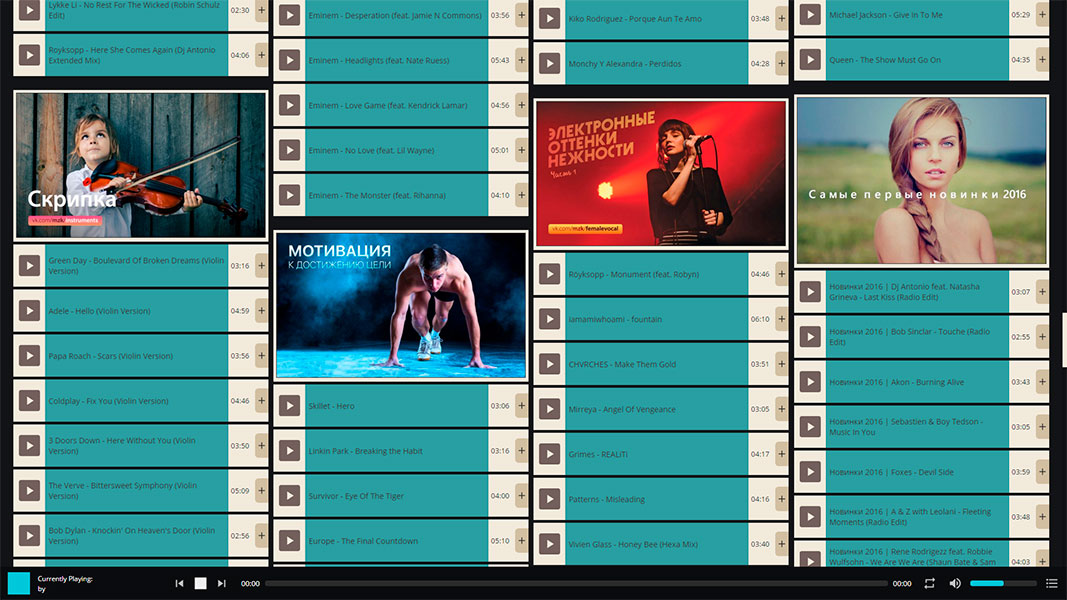 Lykke Li - No Rest For The Wicked (Robin Schulz
Edit)
02:30 +
Royksopp - Here She Comes Again (Dj Antonio
Extended Mix)
04:06 +
Скрипка
vk.com/mzk/instruments
Green Day - Boulevard Of Broken Dreams (Violin
Version)
03:16 +
Adele - Hello (Violin Version)
04:59 +
Papa Roach - Scars (Violin Version)
03:56 +
Coldplay - Fix You (Violin Version)
04:46 +
3 Doors Down - Here Without You (Violin
Version)
03:50 +
The Verve - Bittersweet Symphony (Violin
Version)
05:09 +
Bob Dylan - Knockin' On Heaven's Door (Violin
Version)
02:56 +
Eminem - Desperation (feat. Jamie N Commons)
03:56 +
Eminem - Headlights (feat. Nate Ruess)
05:43 +
Eminem - Love Game (feat. Kendrick Lamar)
04:56 +
Eminem - No Love (feat. Lil Wayne)
05:01 +
Eminem - The Monster (feat. Rihanna)
04:10 +
МОТИВАЦИЯ
К ДОСТИЖЕНИЮ ЦЕЛИ
Skillet - Hero
03:06 +
Linkin Park - Breaking the Habit
03:16 +
Survivor - Eye Of The Tiger
04:00 +
Europe - The Final Countdown
05:10 +
Kiko Rodriguez - Porque Aun Te Amo
03:48 +
Monchy Y Alexandra - Perdidos
04:28 +
ЭЛЕКТРОННЫЕ
ОТТЕНКИ
НЕЖНОСТИ
Часть 1
vk.com/mzk/femalevocal
Royksopp - Monument (feat. Robyn)
04:46 +
iamamiwhoami - fountain
06:10 +
CHVRCHES - Make Them Gold
03:51 +
Mirreya - Angel Of Vengeance
03:05 +
Grimes - REALiTi
04:17 +
Patterns - Misleading
04:16 +
Vivien Glass - Honey Bee (Hexa Mix)
03:40 +
Michael Jackson - Give In To Me
05:29 +
Queen - The Show Must Go On
04:35 +
Самые первые новинки 2016
Новинки 2016 | Dj Antonio feat. Natasha
Grineva - Last Kiss (Radio Edit)
03:07 +
Новинки 2016 | Bob Sinclar - Touche (Radio
Edit)
02:55 +
Новинки 2016 | Akon - Burning Alive
03:43 +
Новинки 2016 | Sebastien & Boy Tedson -
Music In You
03:05 +
Новинки 2016 | Foxes - Devil Side
03:59 +
Новинки 2016 | A & Z with Leolani - Fleeting
Moments (Radio Edit)
03:48 +
Новинки 2016 | Rene Rodrigezz feat. Robbie
Wulfsohn - We Are We Are (Shaun Bate & Sam
04:03 +
Currently Playing:
by
00:00
00:00